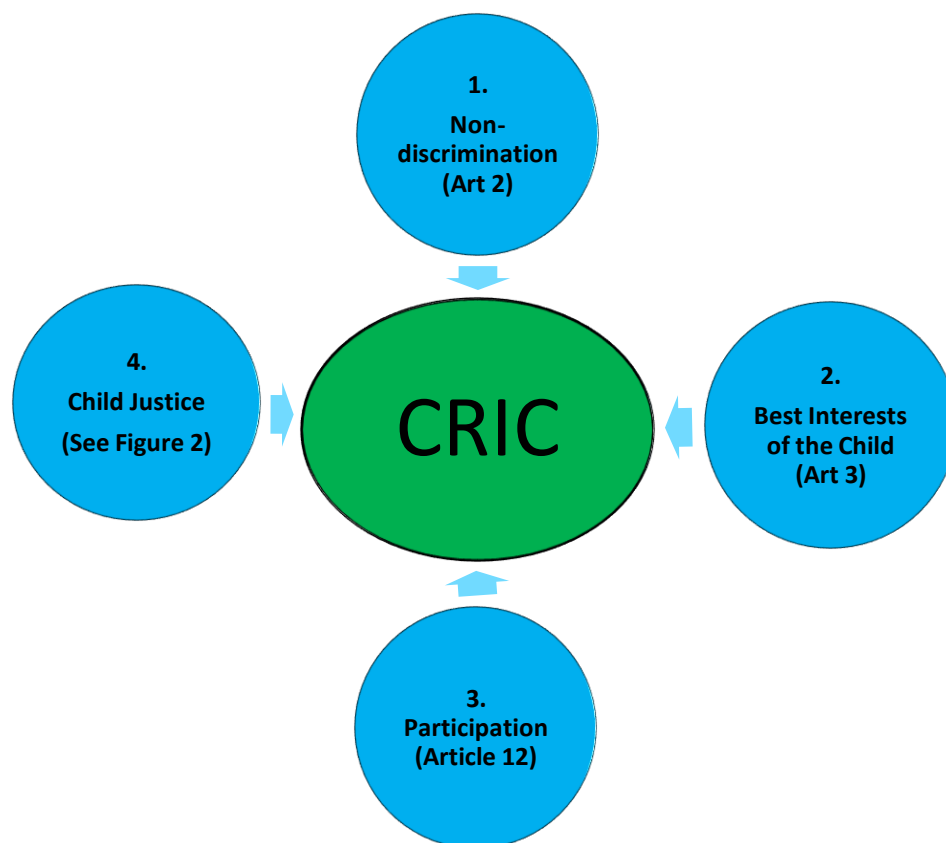 1.
Non-
discrimination
(Art 2)
4.
Child Justice
(See Figure 2)
CRIC
2.
Best Interests
of the Child
(Art 3)
3.
Participation
(Article 12)